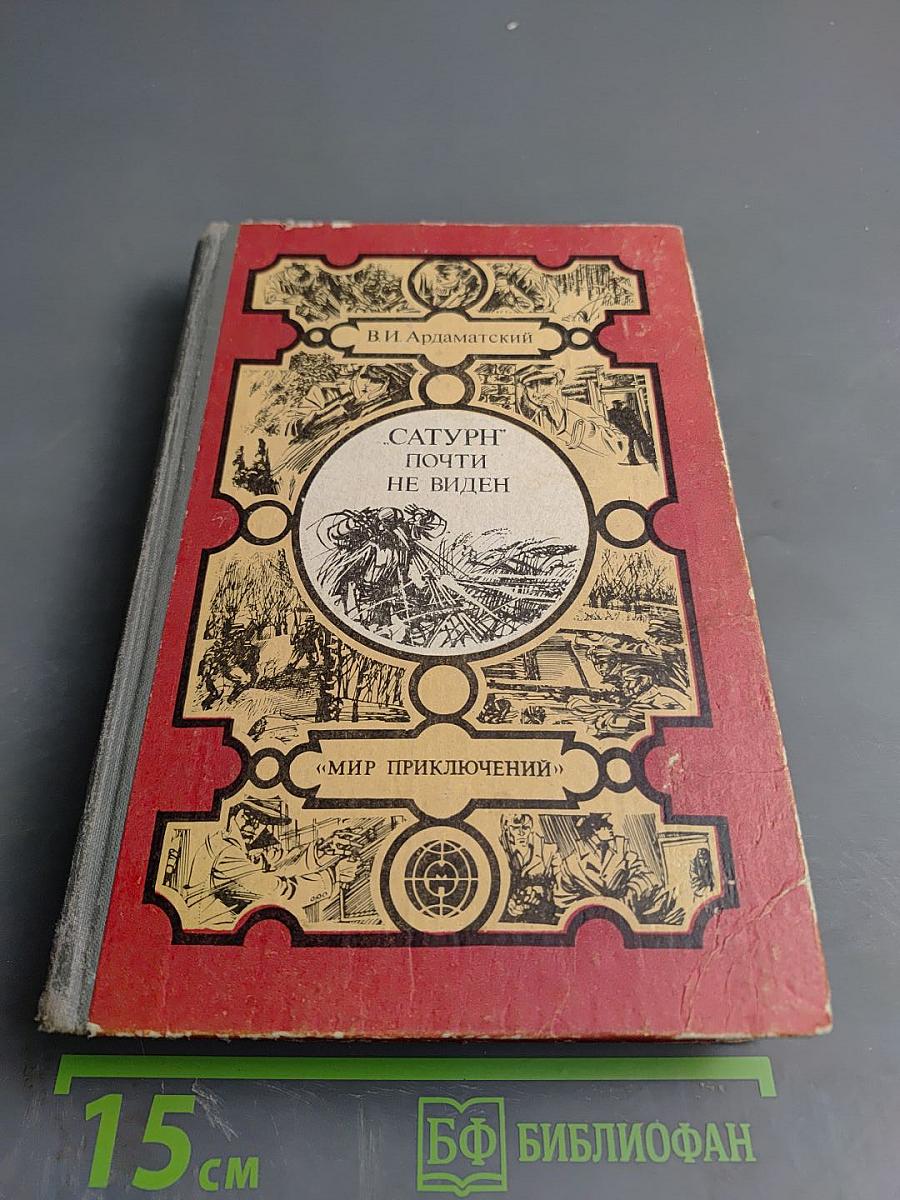 В.И. Ардаматский
„САТУРН"
ПОЧТИ
НЕ ВИДЕН
«МИР ПРИКЛЮЧЕНИЙ»
М
15 см
БФ БИБЛИОФАН